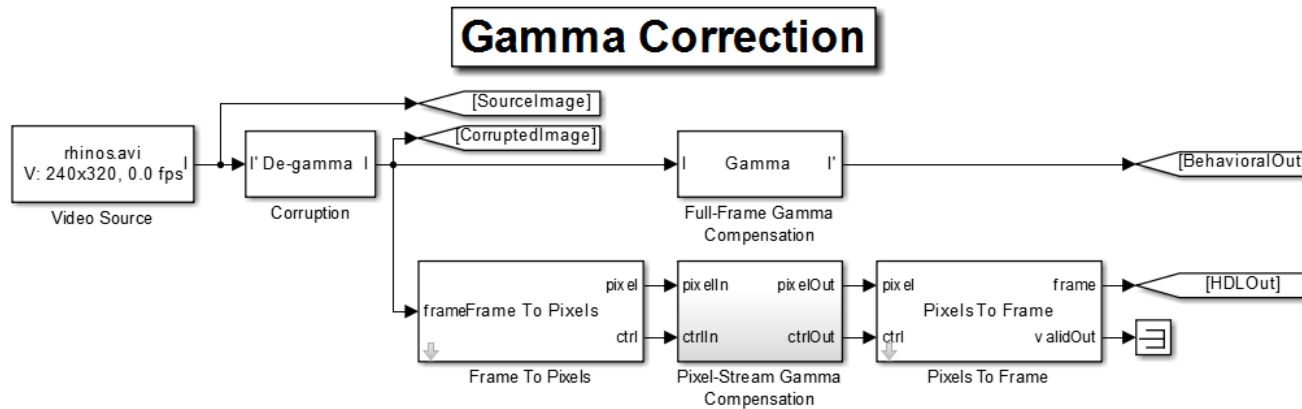 Gamma Correction
[SourceImage]
[CorruptedImage]
rhinos.avi
V: 240x320, 0.0 fps
I
Video Source
I' De-gamma I
Corruption
I Gamma I'
Full-Frame Gamma
Compensation
[BehavioralOut]
frame Frame To Pixels
pixel
ctrl
Frame To Pixels
pixelIn pixelOut
ctrlIn ctrlOut
Pixel-Stream Gamma
Compensation
pixel frame
Pixels To Frame
ctrl validOut
Pixels To Frame
[HDLOut]